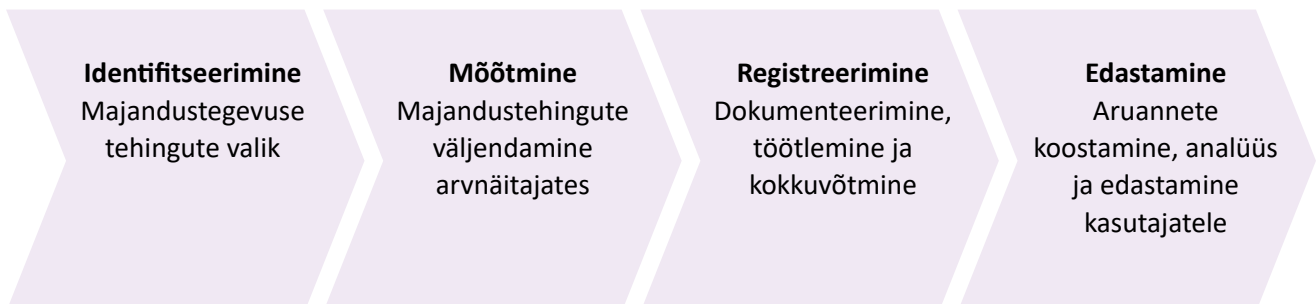 Identifitseerimine
Majandustegevuse
tehingute valik
Mõõtmine
Majandustehingute
väljendamine
arvnäitajates
Registreerimine
Dokumenteerimine,
töötlemine ja
kokkuvõtmine
Edastamine
Aruannete
koostamine, analüüs
ja edastamine
kasutajatele